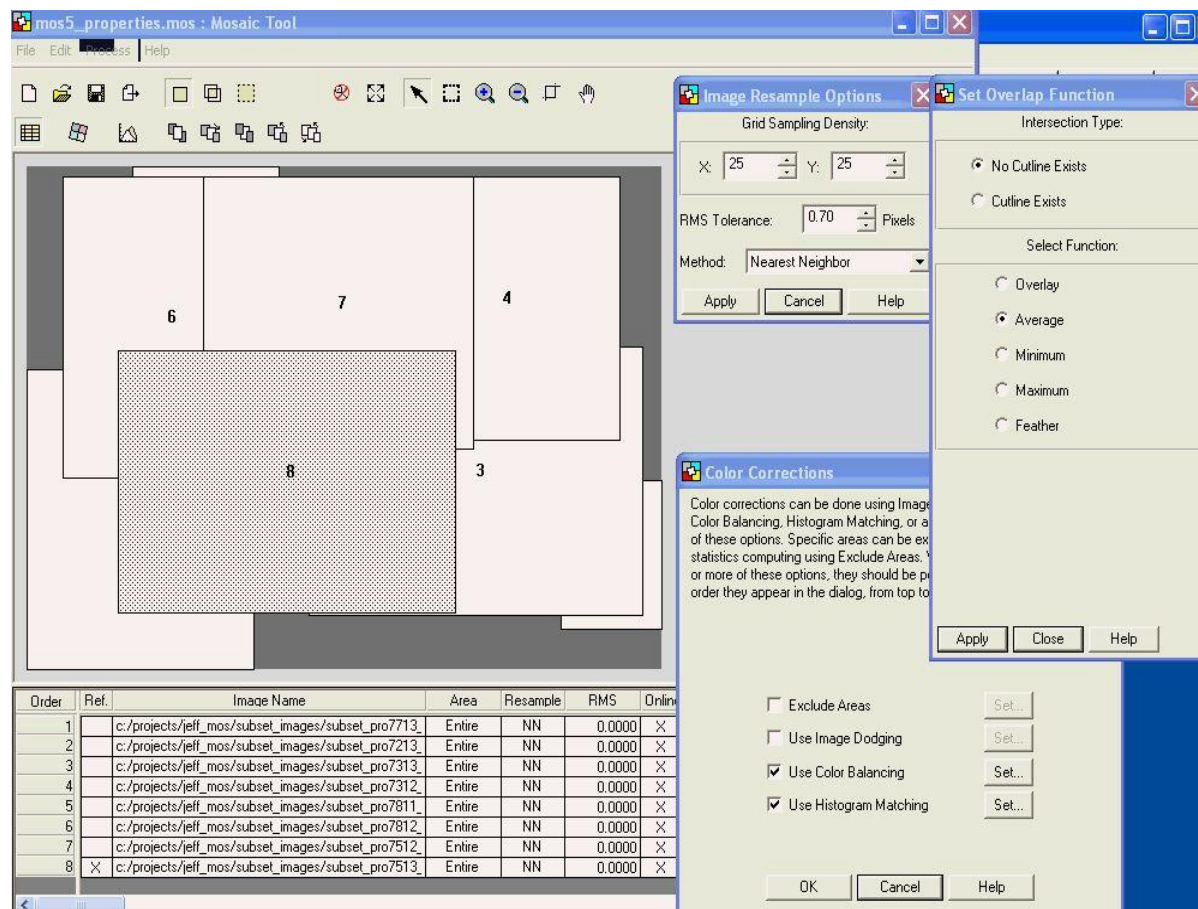 mos5_properties.mos : Mosaic Tool
File Edit Process Help
6
7
4
8
3
Order Ref. Image Name Area Resample RMS Online
1 c:/projects/jeff_mos/subset_images/subset_pro7713_ Entire NN 0.0000 X
2 c:/projects/jeff_mos/subset_images/subset_pro7213_ Entire NN 0.0000 X
3 c:/projects/jeff_mos/subset_images/subset_pro7313_ Entire NN 0.0000 X
4 c:/projects/jeff_mos/subset_images/subset_pro7312_ Entire NN 0.0000 X
5 c:/projects/jeff_mos/subset_images/subset_pro7811_ Entire NN 0.0000 X
6 c:/projects/jeff_mos/subset_images/subset_pro7812_ Entire NN 0.0000 X
7 c:/projects/jeff_mos/subset_images/subset_pro7512_ Entire NN 0.0000 X
8 X c:/projects/jeff_mos/subset_images/subset_pro7513_ Entire NN 0.0000 X
Image Resample Options
Grid Sampling Density:
X: 25 Y: 25
RMS Tolerance: 0.70 Pixels
Method: Nearest Neighbor
Apply Cancel Help
Set Overlap Function
Intersection Type:
No Cutline Exists
Cutline Exists
Select Function:
Overlay
Average
Minimum
Maximum
Feather
Apply Close Help
Color Corrections
Color corrections can be done using Image
Color Balancing, Histogram Matching, or a
of these options. Specific areas can be ex
statistics computing using Exclude Areas.
or more of these options, they should be p
order they appear in the dialog, from top to
Exclude Areas Set...
Use Image Dodging Set...
Use Color Balancing Set...
Use Histogram Matching Set...
OK Cancel Help